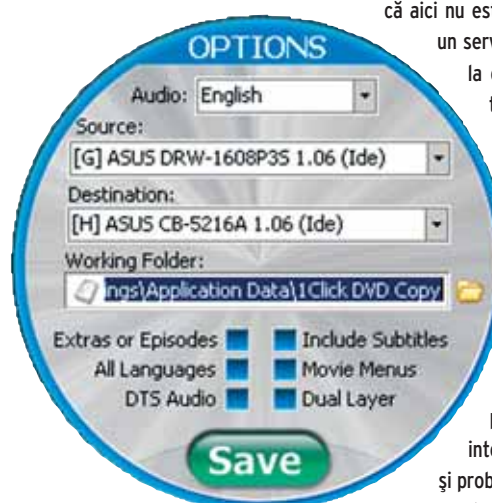 că aici nu es
un serv
la
OPTIONS
Audio: English
Source:
[G] ASUS DRW-1608P3S 1.06 (Ide)
Destination:
[H] ASUS CB-5216A 1.06 (Ide)
Working Folder:
ngs\Application Data\1Click DVD Copy
Extras or Episodes Include Subtitles
All Languages Movie Menus
DTS Audio Dual Layer
Save
inte
și prob